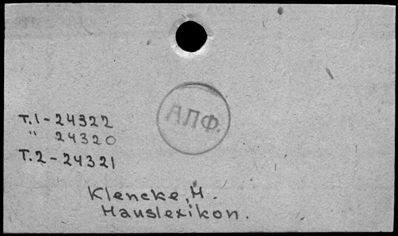 АЛФ.
т.1-24322
" 24320
т.2-24321
Klencke, H.
Hauslexikon.